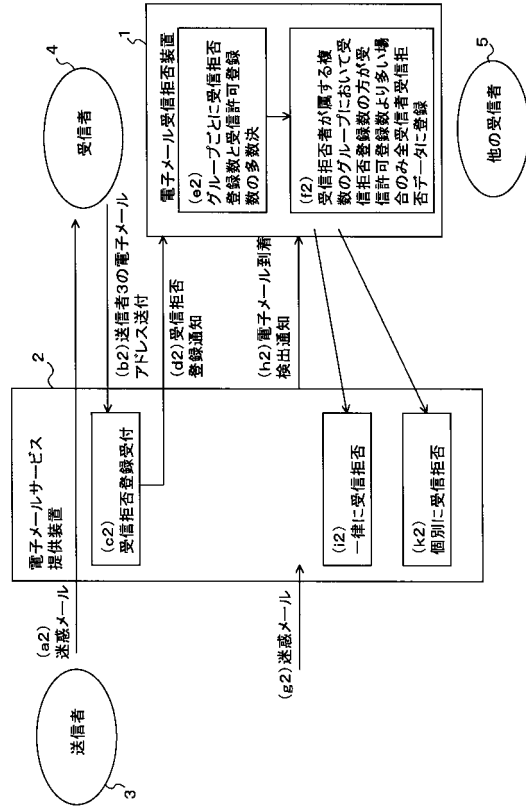 送信者
3
(a2)
迷惑メール
2
電子メールサービス
提供装置
(c2)
受信拒否登録受付
(g2)迷惑メール
(i2)
一律に受信拒否
(k2)
個別に受信拒否
4
受信者
(b2)送信者3の電子メール
アドレス送付
(d2)受信拒否
登録通知
(h2)電子メール到着
検出通知
1
電子メール受信拒否装置
(e2)
グループごとに受信拒否
登録数と受信許可登録
数の多数決
(f2)
受信拒否者が属する複
数のグループにおいて受
信拒否登録数の方が受
信許可登録数より多い場
合のみ全受信者受信拒
否データに登録
5
他の受信者